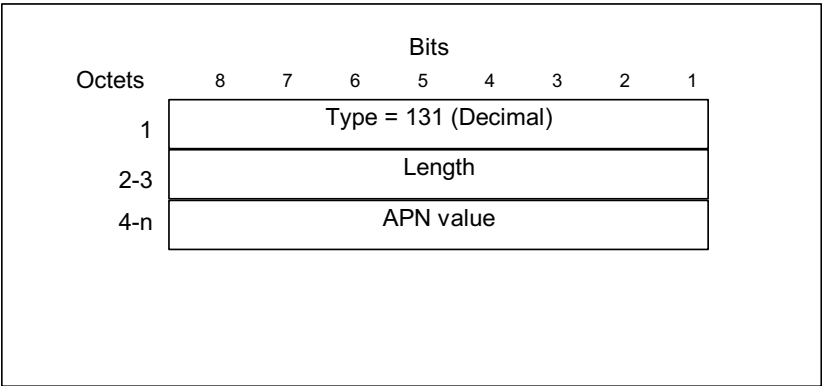 Bits
Octets 8 7 6 5 4 3 2 1
1 Type = 131 (Decimal)
2-3 Length
4-n APN value